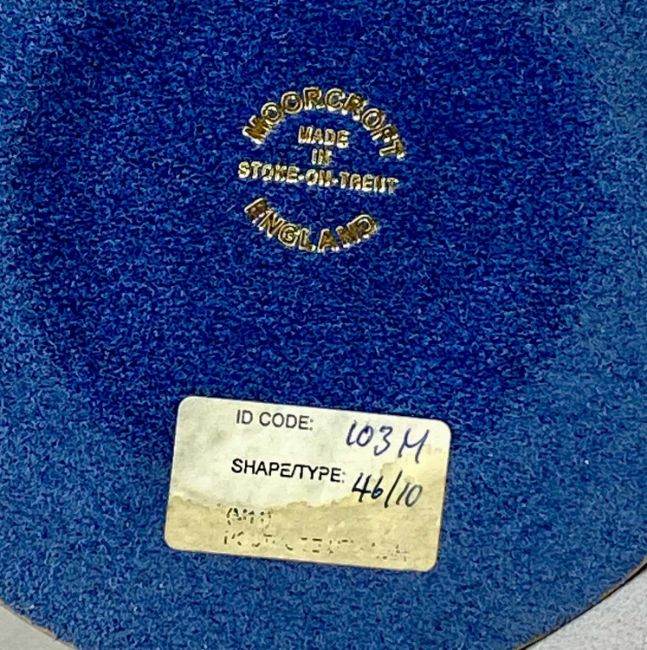 MOORCROFT
MADE
IN
STOKE-ON-TRENT
ENGLAND
ID CODE: 103M
SHAPE/TYPE: 46/10